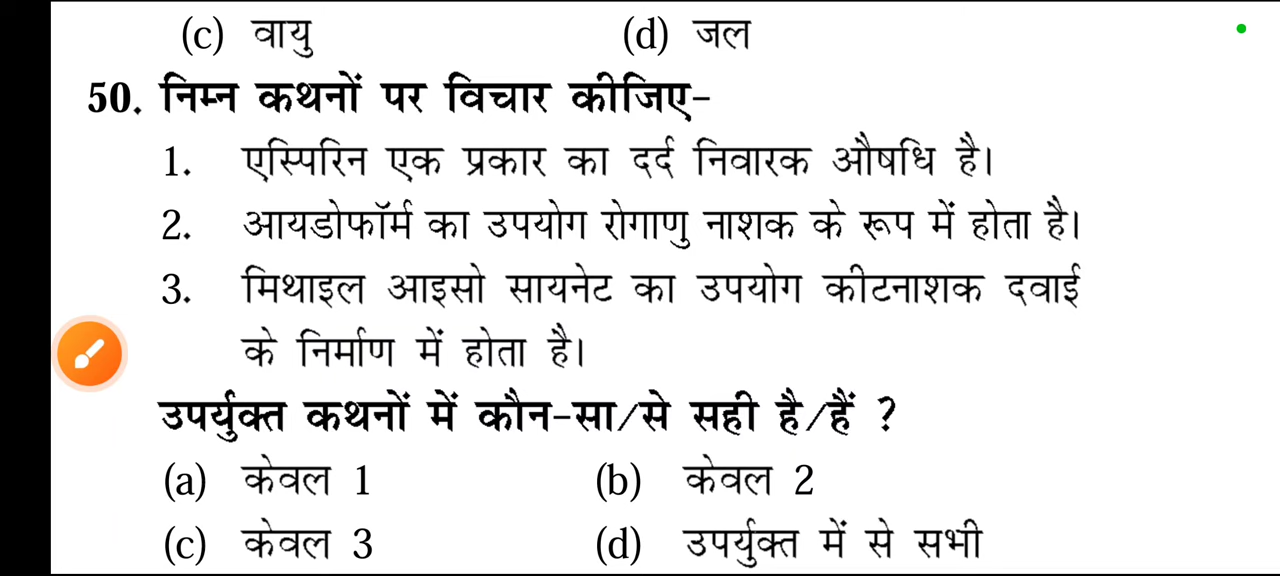 (c) वायु (d) जल
50. निम्न कथनों पर विचार कीजिए-
1. एस्पिरिन एक प्रकार का दर्द निवारक औषधि है।
2. आयडोफॉर्म का उपयोग रोगाणु नाशक के रूप में होता है।
3. मिथाइल आइसो सायनेट का उपयोग कीटनाशक दवाई
के निर्माण में होता है।
उपर्युक्त कथनों में कौन-सा/से सही है/हैं ?
(a) केवल 1 (b) केवल 2
(c) केवल 3 (d) उपर्युक्त में से सभी